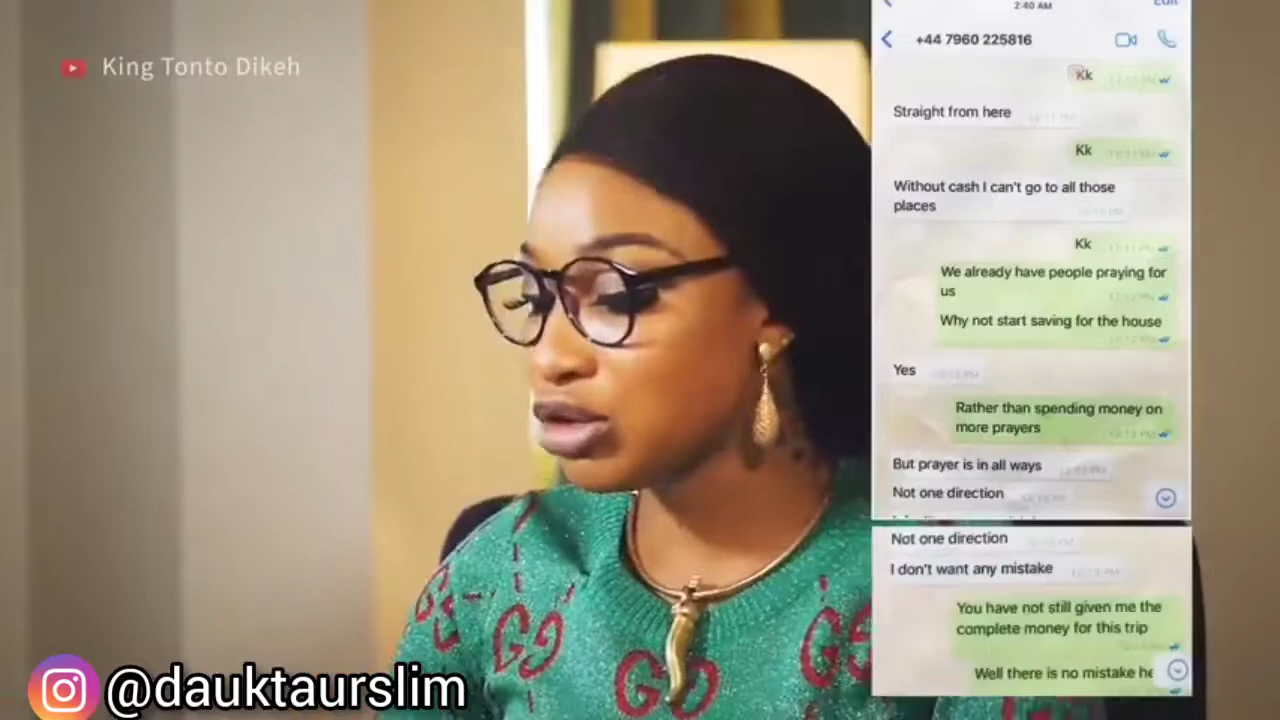 King Tonto Dikeh
2:40 AM
Edit
+44 7960 225816
Kk
Straight from here
Kk
Without cash I can't go to all those
places
Kk
We already have people praying for
us
Why not start saving for the house
Yes
Rather than spending money on
more prayers
But prayer is in all ways
Not one direction
Not one direction
I don't want any mistake
You have not still given me the
complete money for this trip
Well there is no mistake he
@dauktaurslim